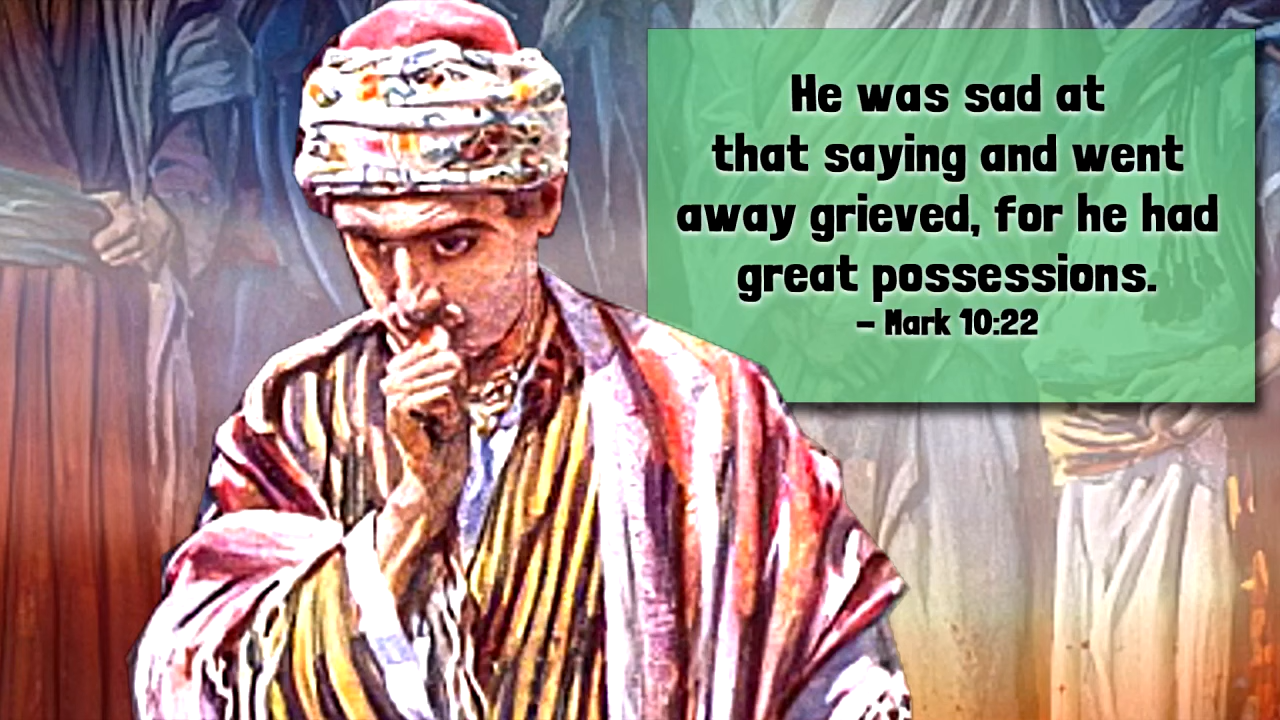 He was sad at
that saying and went
away grieved, for he had
great possessions.
– Mark 10:22